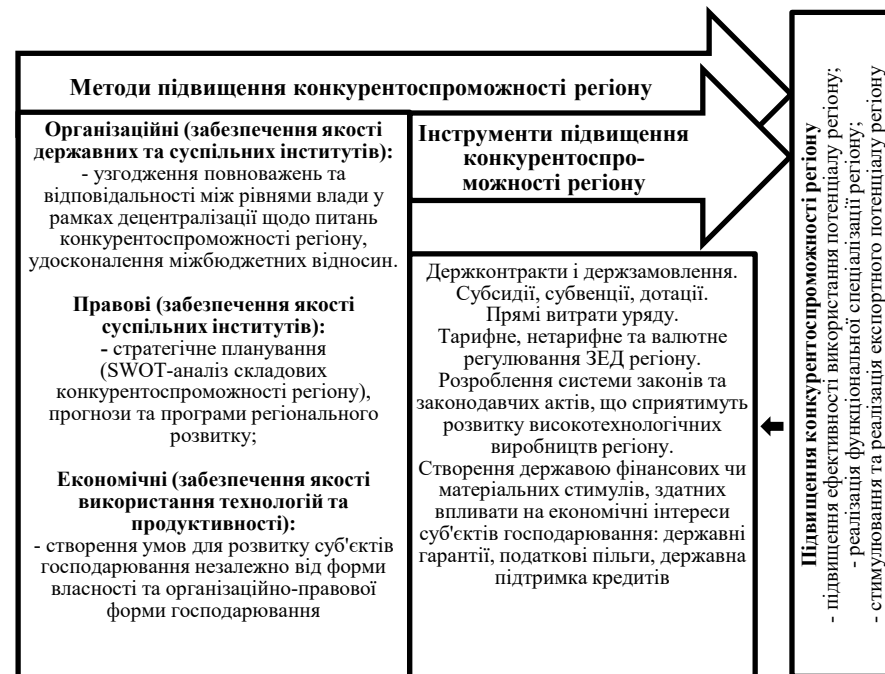 Методи підвищення конкурентоспроможності регіону
Організаційні (забезпечення якості
державних та суспільних інститутів):
- узгодження повноважень та
відповідальності між рівнями влади у
рамках децентралізації щодо питань
конкурентоспроможності регіону,
удосконалення міжбюджетних відносин.
Правові (забезпечення якості
суспільних інститутів):
- стратегічне планування
(SWOT-аналіз складових
конкурентоспроможності регіону),
прогнози та програми регіонального
розвитку;
Економічні (забезпечення якості
використання технологій та
продуктивності):
- створення умов для розвитку суб'єктів
господарювання незалежно від форми
власності та організаційно-правової
форми господарювання
Інструменти підвищення
конкурентоспро-
можності регіону
Держконтракти і держзамовлення.
Субсидії, субвенції, дотації.
Прямі витрати уряду.
Тарифне, нетарифне та валютне
регулювання ЗЕД регіону.
Розроблення системи законів та
законодавчих актів, що сприятимуть
розвитку високотехнологічних
виробництв регіону.
Створення державою фінансових чи
матеріальних стимулів, здатних
впливати на економічні інтереси
суб'єктів господарювання: державні
гарантії, податкові пільги, державна
підтримка кредитів
Підвищення конкурентоспроможності регіону
- підвищення ефективності використання потенціалу регіону;
- реалізація функціональної спеціалізації регіону;
- стимулювання та реалізація експортного потенціалу регіону